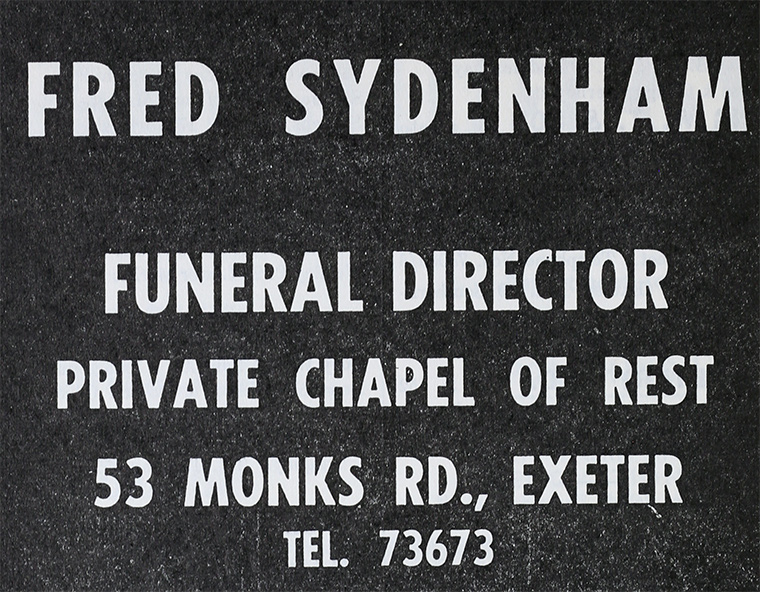 FRED SYDENHAM
FUNERAL DIRECTOR
PRIVATE CHAPEL OF REST
53 MONKS RD., EXETER
TEL. 73673